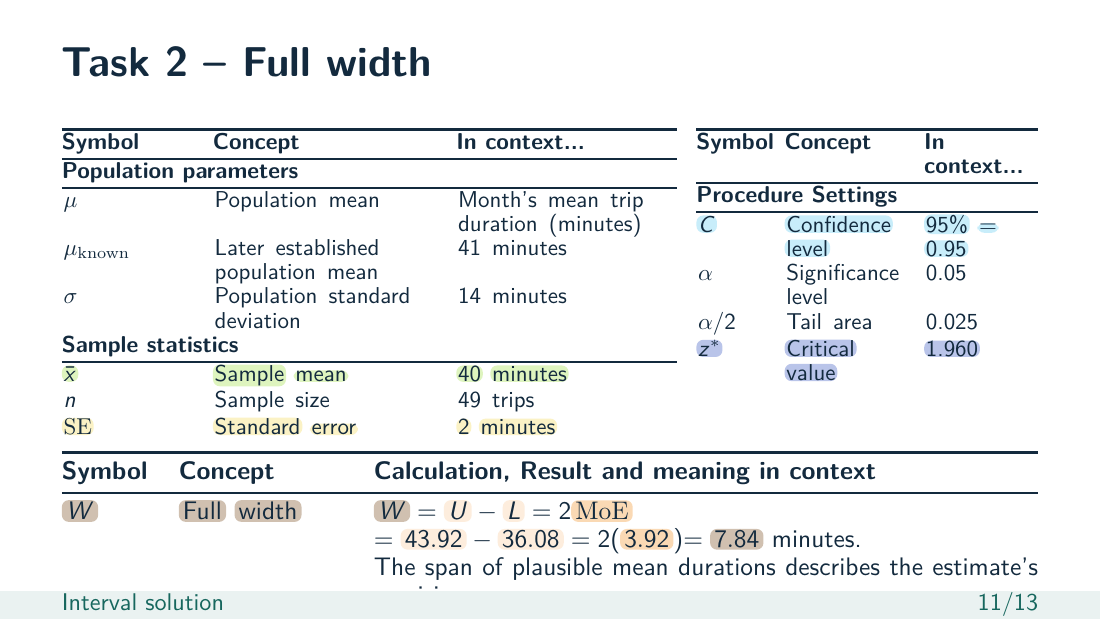 Task 2 – Full width
Symbol Concept In context...
Population parameters
μ Population mean Month's mean trip
duration (minutes)
μknown Later established 41 minutes
population mean
σ Population standard 14 minutes
deviation
Sample statistics
x̄ Sample mean 40 minutes
n Sample size 49 trips
SE Standard error 2 minutes
Symbol Concept In
context...
Procedure Settings
C Confidence 95% =
level 0.95
α Significance 0.05
level
α/2 Tail area 0.025
z* Critical 1.960
value
Symbol Concept Calculation, Result and meaning in context
W Full width W = U − L = 2MoE
= 43.92 − 36.08 = 2(3.92)= 7.84 minutes.
The span of plausible mean durations describes the estimate's
Interval solution 11/13